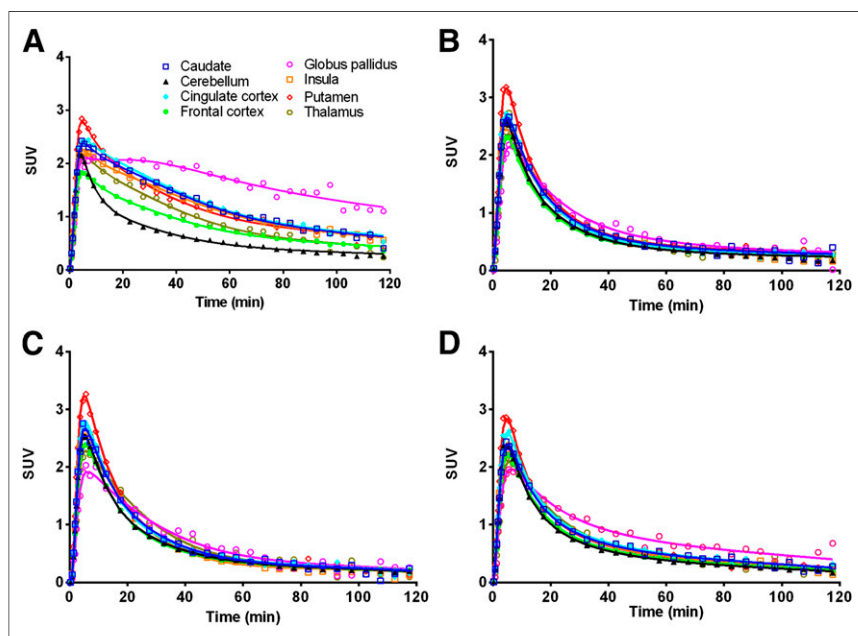 A
Caudate
Cerebellum
Cingulate cortex
Frontal cortex
Globus pallidus
Insula
Putamen
Thalamus
4
3
2
1
0
SUV
0 20 40 60 80 100 120
Time (min)
B
4
3
2
1
0
SUV
0 20 40 60 80 100 120
Time (min)
C
4
3
2
1
0
SUV
0 20 40 60 80 100 120
Time (min)
D
4
3
2
1
0
SUV
0 20 40 60 80 100 120
Time (min)